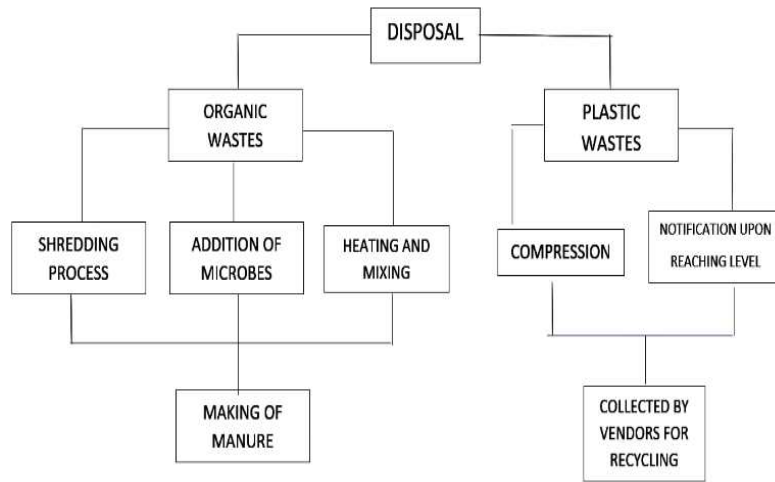 DISPOSAL
ORGANIC
WASTES
PLASTIC
WASTES
SHREDDING
PROCESS
ADDITION OF
MICROBES
HEATING AND
MIXING
COMPRESSION
NOTIFICATION UPON
REACHING LEVEL
MAKING OF
MANURE
COLLECTED BY
VENDORS FOR
RECYCLING